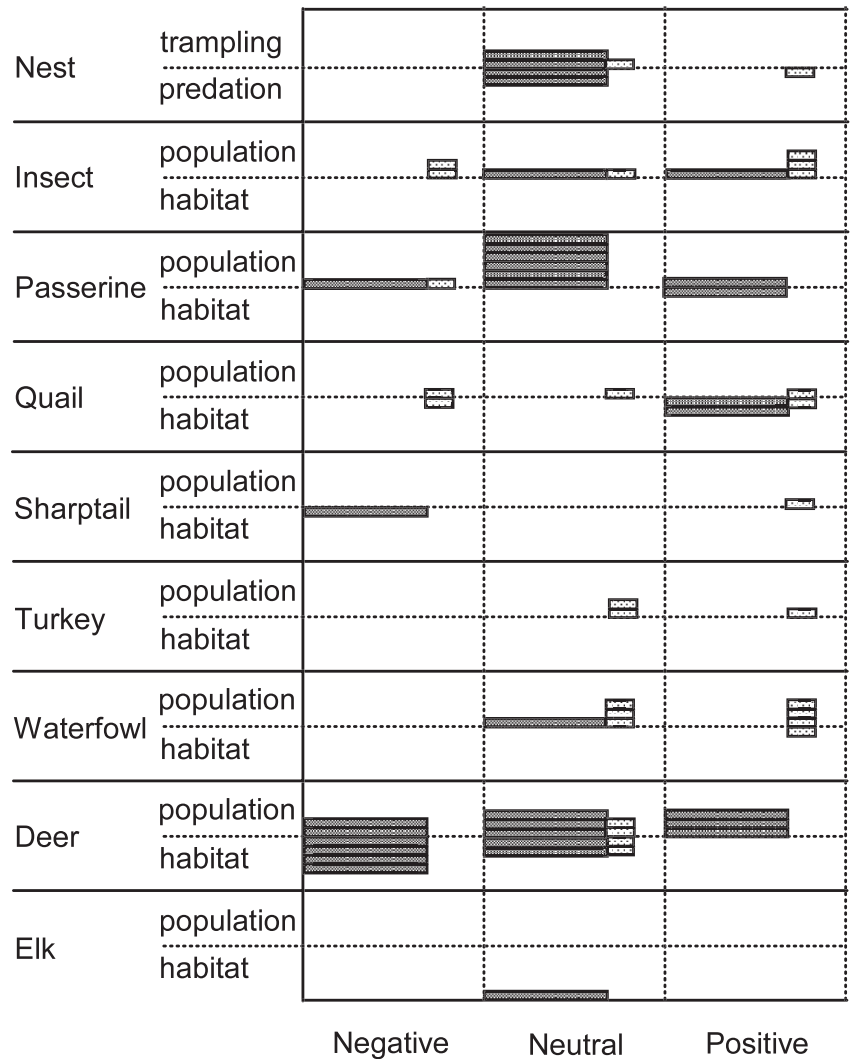 Nest
trampling
predation
Insect
population
habitat
Passerine
population
habitat
Quail
population
habitat
Sharptail
population
habitat
Turkey
population
habitat
Waterfowl
population
habitat
Deer
population
habitat
Elk
population
habitat
Negative Neutral Positive